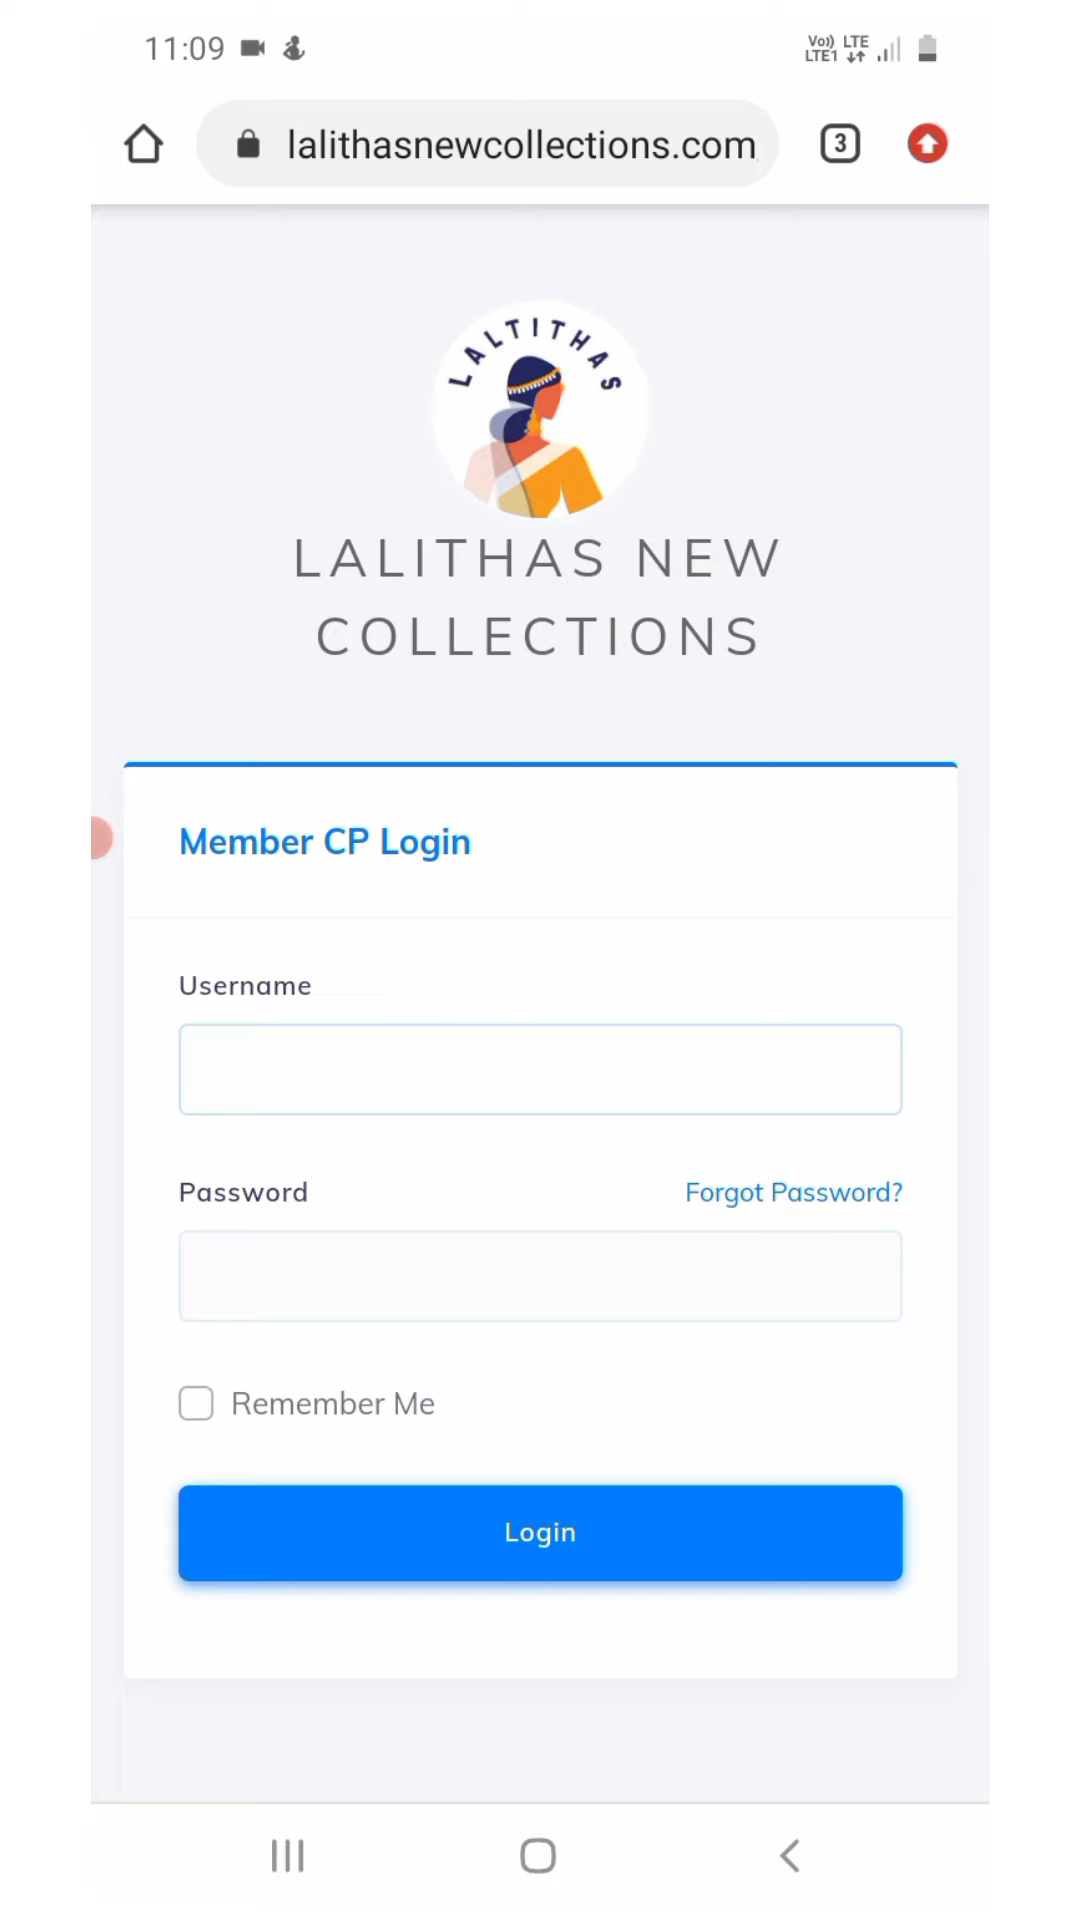 11:09
Vo)) LTE
LTE1
lalithasnewcollections.com
3
LALTITHAS
LALITHAS NEW
COLLECTIONS
Member CP Login
Username
Password
Forgot Password?
Remember Me
Login